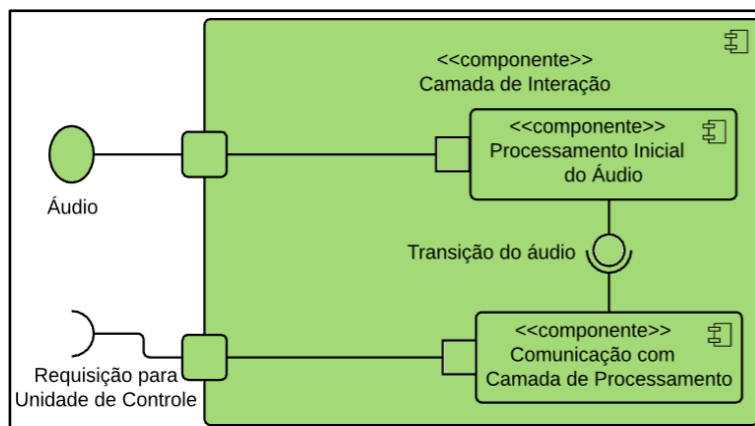 <<componente>>
Camada de Interação
<<componente>>
Processamento Inicial
do Áudio
Áudio
Transição do áudio
<<componente>>
Comunicação com
Camada de Processamento
Requisição para
Unidade de Controle